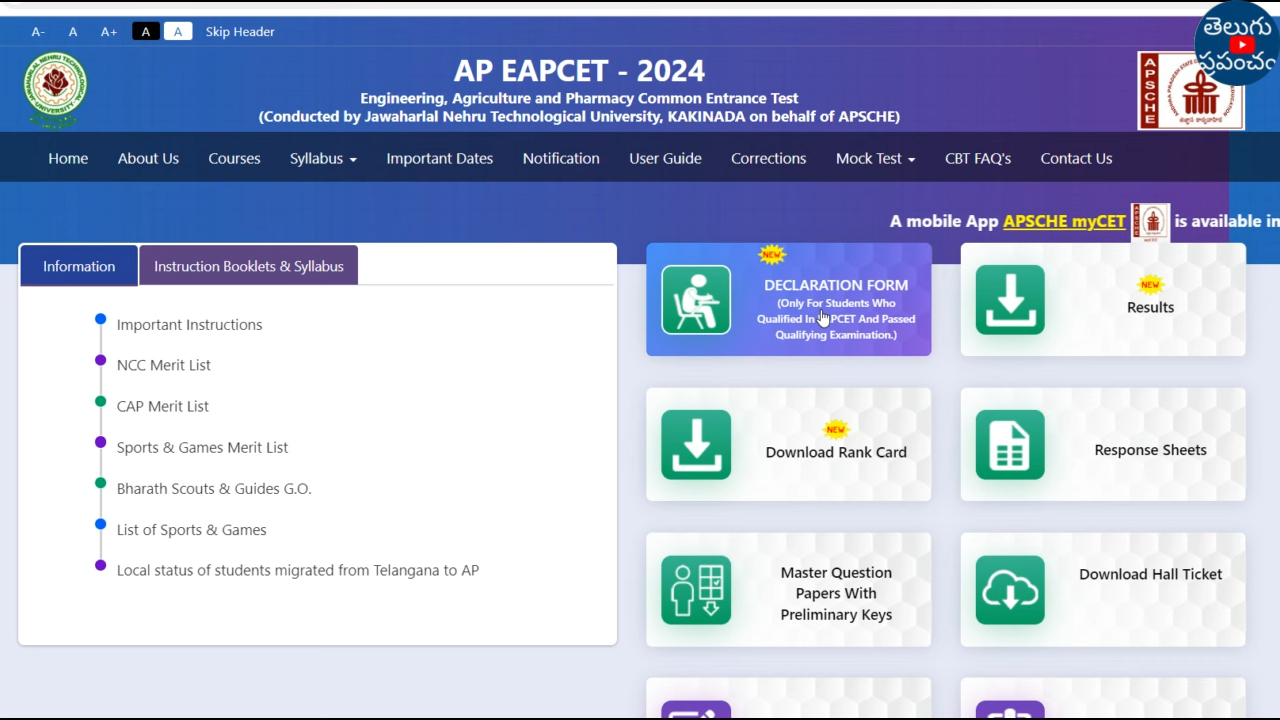 A- A A+ A A Skip Header
తెలుగు
ప్రపంచం
AP EAPCET - 2024
Engineering, Agriculture and Pharmacy Common Entrance Test
(Conducted by Jawaharlal Nehru Technological University, KAKINADA on behalf of APSCHE)
APSCHE
Home About Us Courses Syllabus Important Dates Notification User Guide Corrections Mock Test CBT FAQ's Contact Us
A mobile App APSCHE myCET is available in
Information Instruction Booklets & Syllabus
Important Instructions
NCC Merit List
CAP Merit List
Sports & Games Merit List
Bharath Scouts & Guides G.O.
List of Sports & Games
Local status of students migrated from Telangana to AP
NEW
DECLARATION FORM
(Only For Students Who
Qualified In PCET And Passed
Qualifying Examination.)
NEW
Results
NEW
Download Rank Card
Response Sheets
Master Question
Papers With
Preliminary Keys
Download Hall Ticket